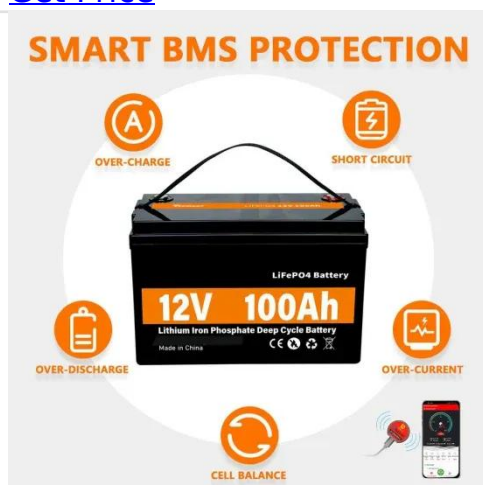 Get Price
SMART BMS PROTECTION
OVER-CHARGE
SHORT CIRCUIT
LiFePO4 Battery
12V 100Ah
Lithium Iron Phosphate Deep Cycle Battery
Made in China
CE
OVER-DISCHARGE
OVER-CURRENT
CELL BALANCE